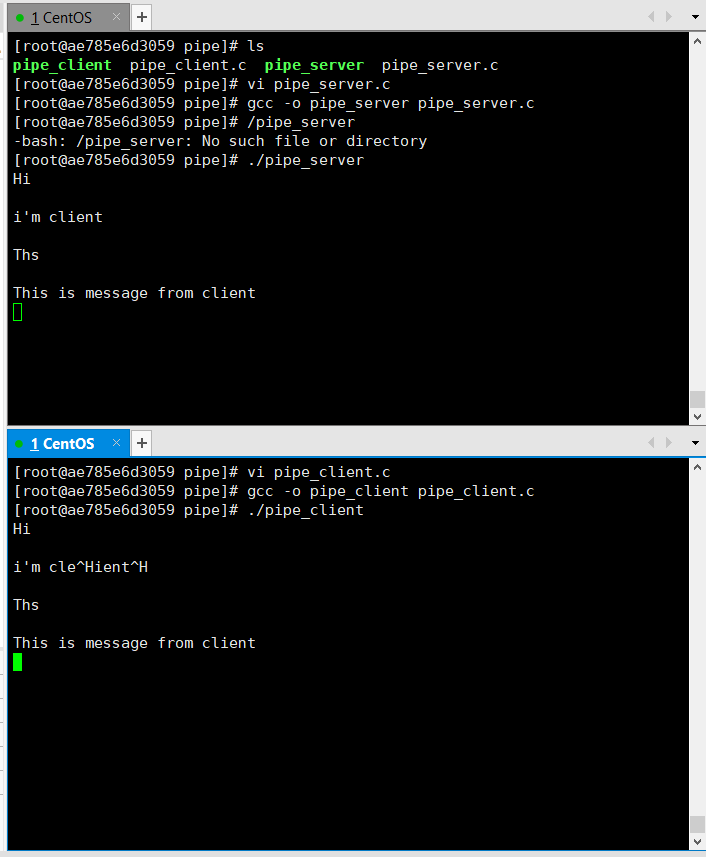 1 CentOS × +
[root@ae785e6d3059 pipe]# ls
pipe_client  pipe_client.c  pipe_server  pipe_server.c
[root@ae785e6d3059 pipe]# vi pipe_server.c
[root@ae785e6d3059 pipe]# gcc -o pipe_server pipe_server.c
[root@ae785e6d3059 pipe]# /pipe_server
-bash: /pipe_server: No such file or directory
[root@ae785e6d3059 pipe]# ./pipe_server
Hi
i'm client
Ths
This is message from client
1 CentOS × +
[root@ae785e6d3059 pipe]# vi pipe_client.c
[root@ae785e6d3059 pipe]# gcc -o pipe_client pipe_client.c
[root@ae785e6d3059 pipe]# ./pipe_client
Hi
i'm cle^Hient^H
Ths
This is message from client